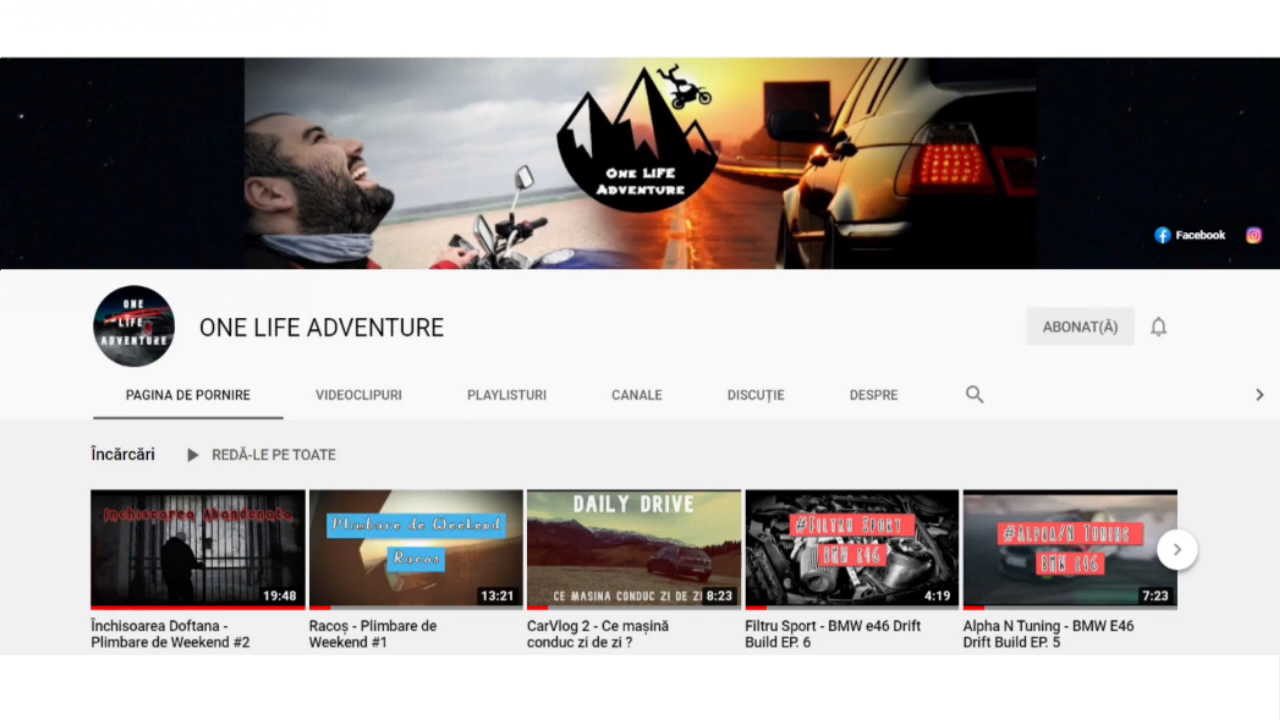 ONE LIFE
ADVENTURE
Facebook
ONE
LIFE
ADVENTURE
ONE LIFE ADVENTURE
ABONAT(Ă)
PAGINA DE PORNIRE
VIDEOCLIPURI
PLAYLISTURI
CANALE
DISCUȚIE
DESPRE
Încărcări
REDĂ-LE PE TOATE
Inchisoarea Abandonata
19:48
Plimbare de Weekend
Racos
13:21
DAILY DRIVE
CE MASINA CONDUC ZI DE ZI
8:23
#FILTRU SPORT
BMW E46
4:19
#ALPHA/N TUNING
BMW E46
7:23
Închisoarea Doftana -
Plimbare de Weekend #2
Racoș - Plimbare de
Weekend #1
CarVlog 2 - Ce mașină
conduc zi de zi ?
Filtru Sport - BMW e46 Drift
Build EP. 6
Alpha N Tuning - BMW E46
Drift Build EP. 5